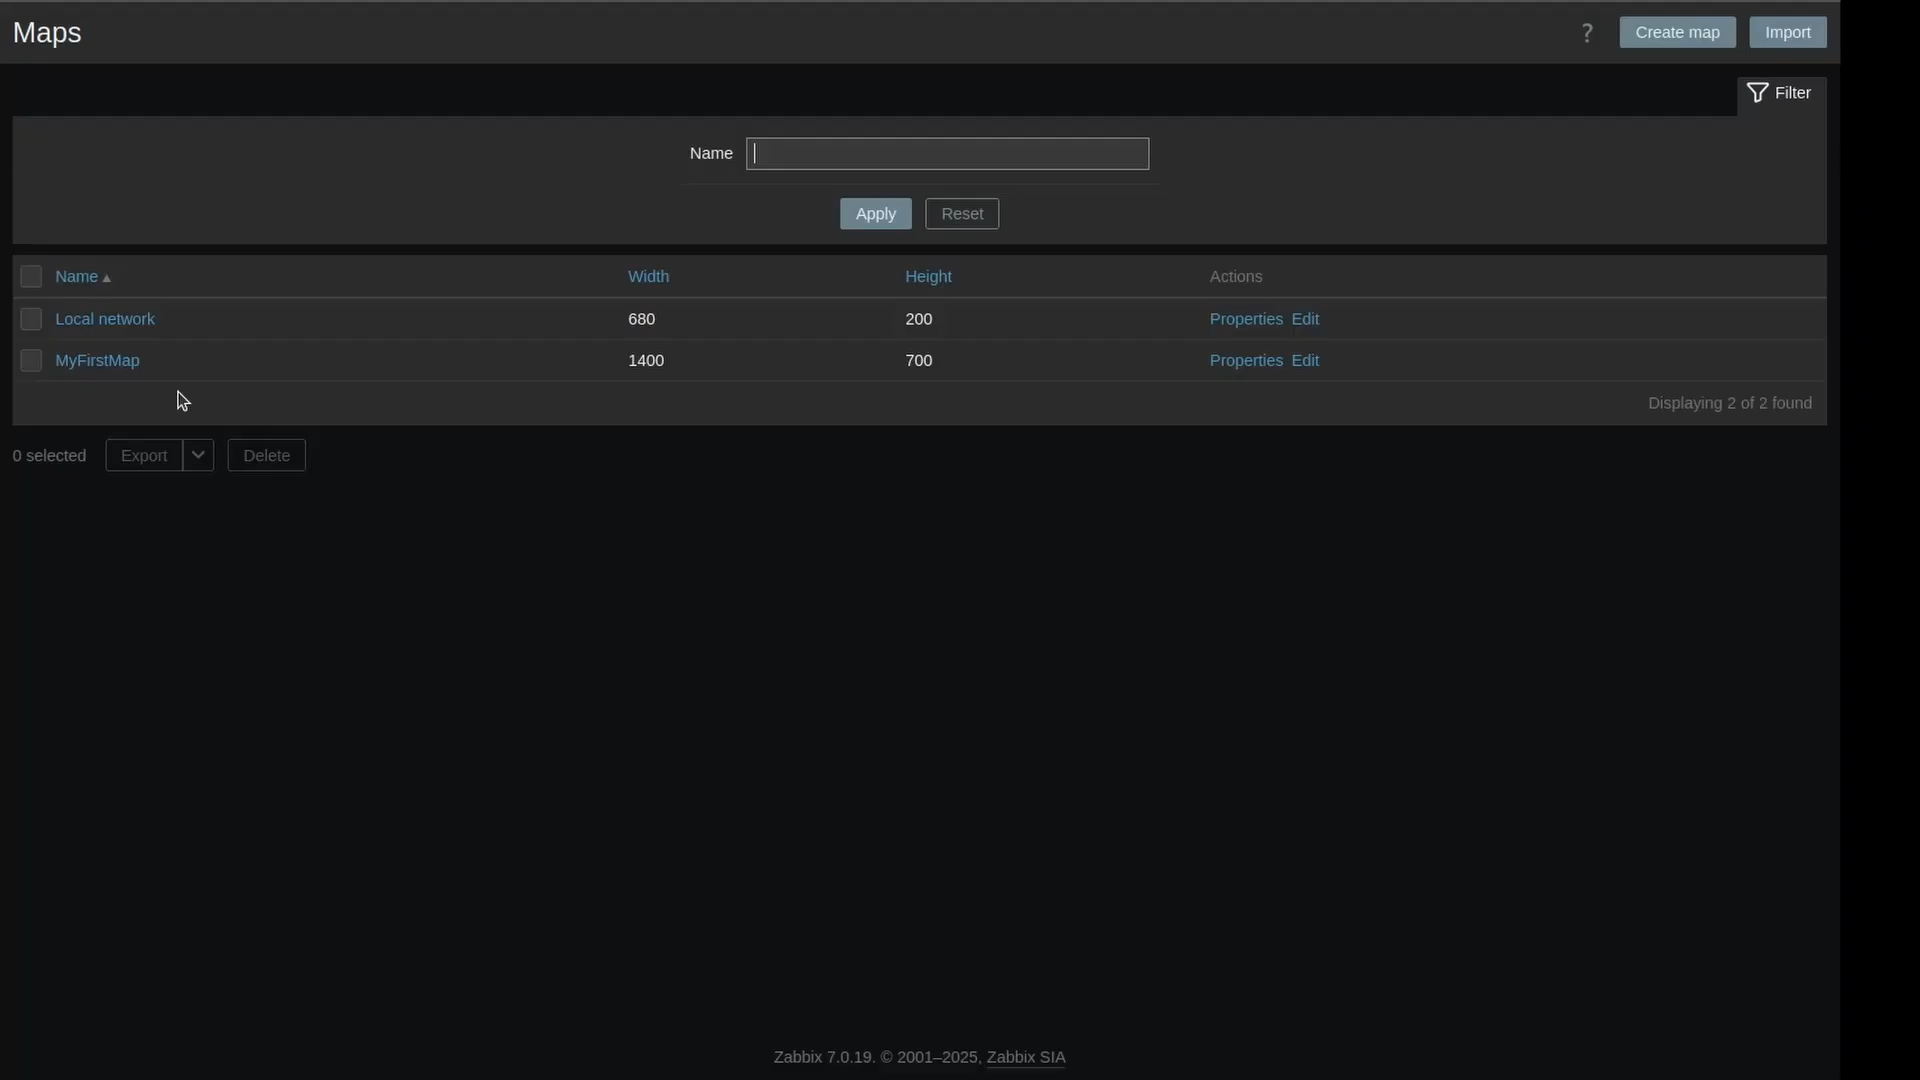 Maps
? Create map Import
Filter
Name
Apply Reset
Name ▲ Width Height Actions
Local network 680 200 Properties Edit
MyFirstMap 1400 700 Properties Edit
Displaying 2 of 2 found
0 selected Export Delete
Zabbix 7.0.19. © 2001–2025, Zabbix SIA